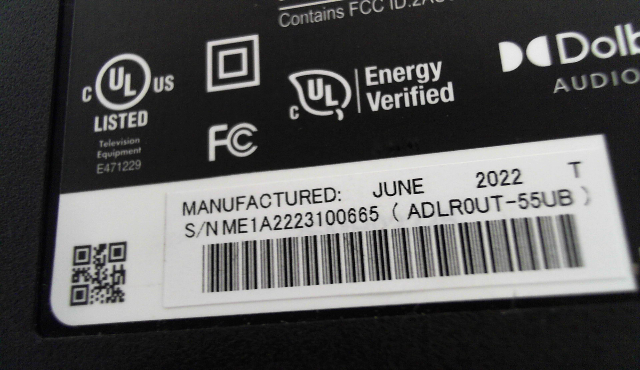 Contains FCC ID:2A
C UL US
LISTED
Television
Equipment
E471229
FC
C UL
Energy
Verified
Dolb
AUDIO
MANUFACTURED: JUNE 2022 T
S/N ME1A2223100665 ( ADLR0UT-55UB )